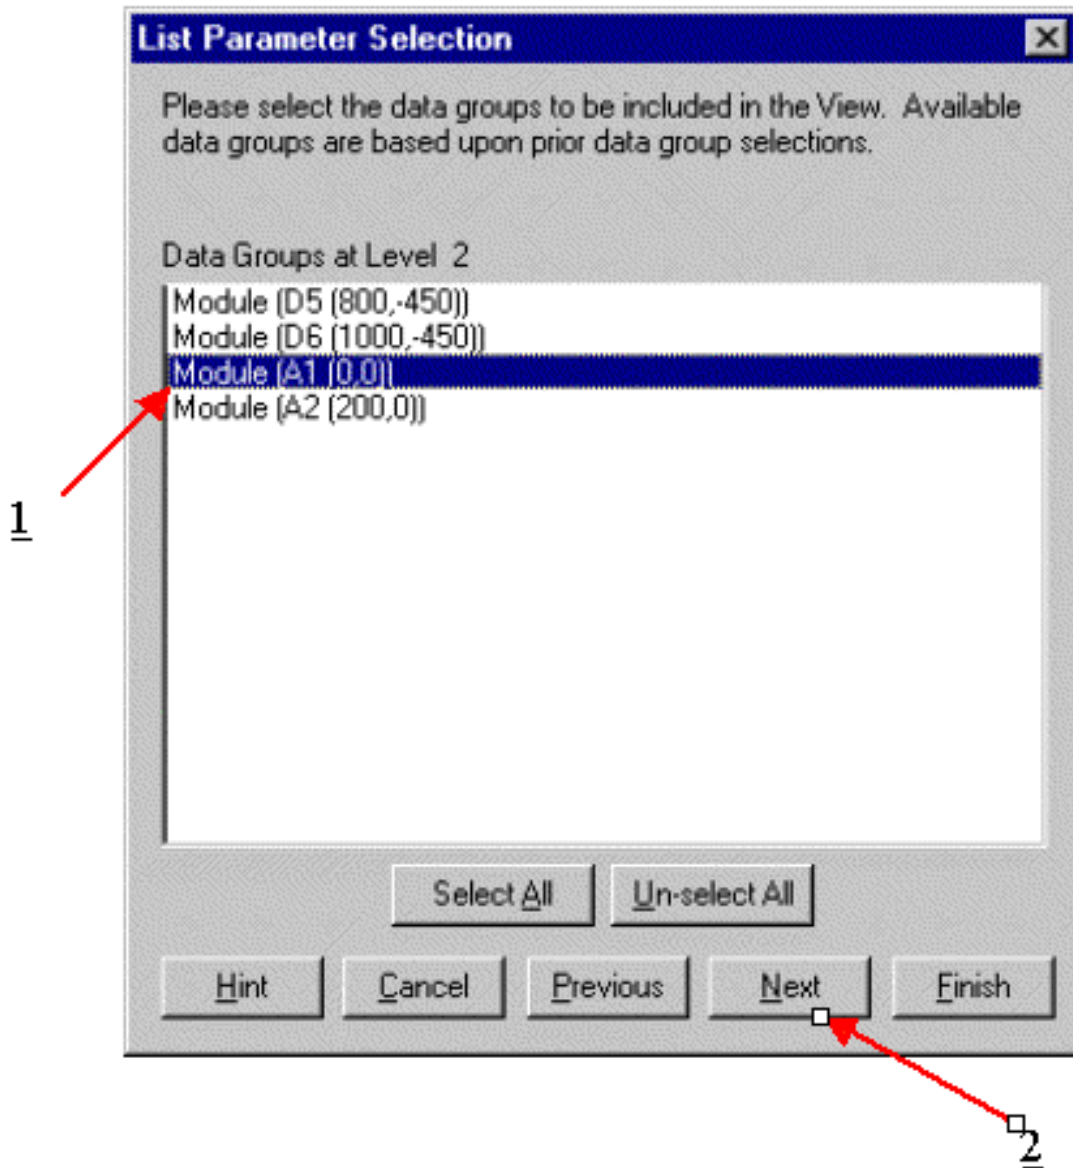 List Parameter Selection
Please select the data groups to be included in the View.  Available
data groups are based upon prior data group selections.
Data Groups at Level  2
Module (D5 (800,-450))
Module (D6 (1000,-450))
Module (A1 (0,0))
Module (A2 (200,0))
1
Select All Un-select All
Hint Cancel Previous Next Finish
2